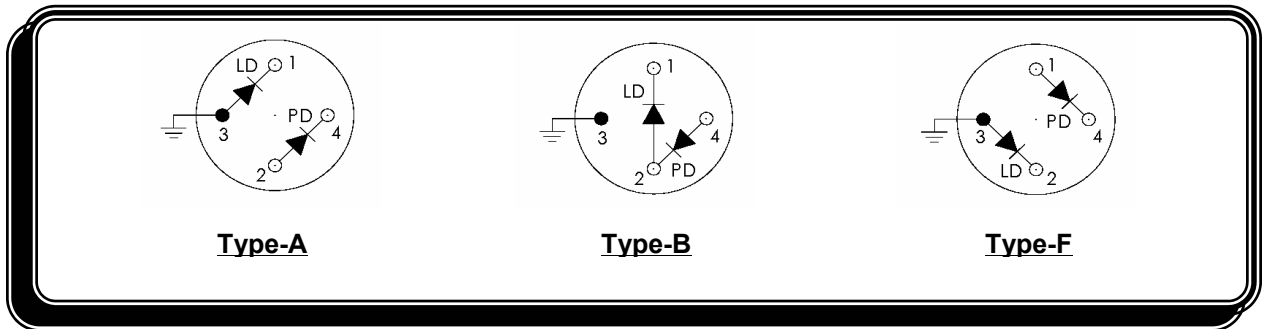 LD 1
PD 4
3
2
Type-A
1
LD
4
3
2 PD
Type-B
1
PD
3 4
LD 2
Type-F